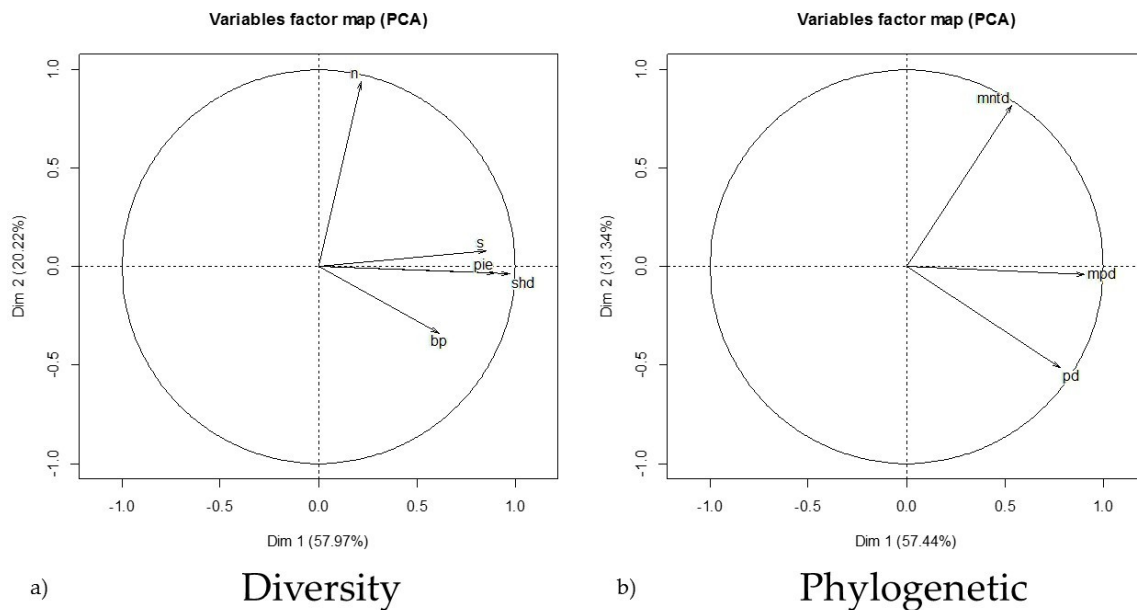 Variables factor map (PCA)
Dim 2 (20.22%)
1.0
0.5
0.0
-0.5
-1.0
n
s
pie
shd
bp
-1.0 -0.5 0.0 0.5 1.0
Dim 1 (57.97%)
a) Diversity
Variables factor map (PCA)
Dim 2 (31.34%)
1.0
0.5
0.0
-0.5
-1.0
mntd
mpd
pd
-1.0 -0.5 0.0 0.5 1.0
Dim 1 (57.44%)
b) Phylogenetic